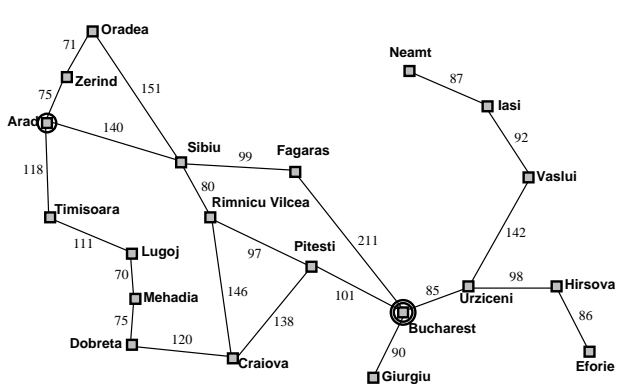 Oradea
71
Neamt
Zerind
87
151
75
Iasi
Arad
140
92
Sibiu
Fagaras
99
118
Vaslui
80
Rimnicu Vilcea
Timisoara
142
111
211
Lugoj
97
Pitesti
70
98
146
85
Hirsova
101
Mehadia
Urziceni
138
86
75
Bucharest
120
Dobreta
90
Craiova
Eforie
Giurgiu